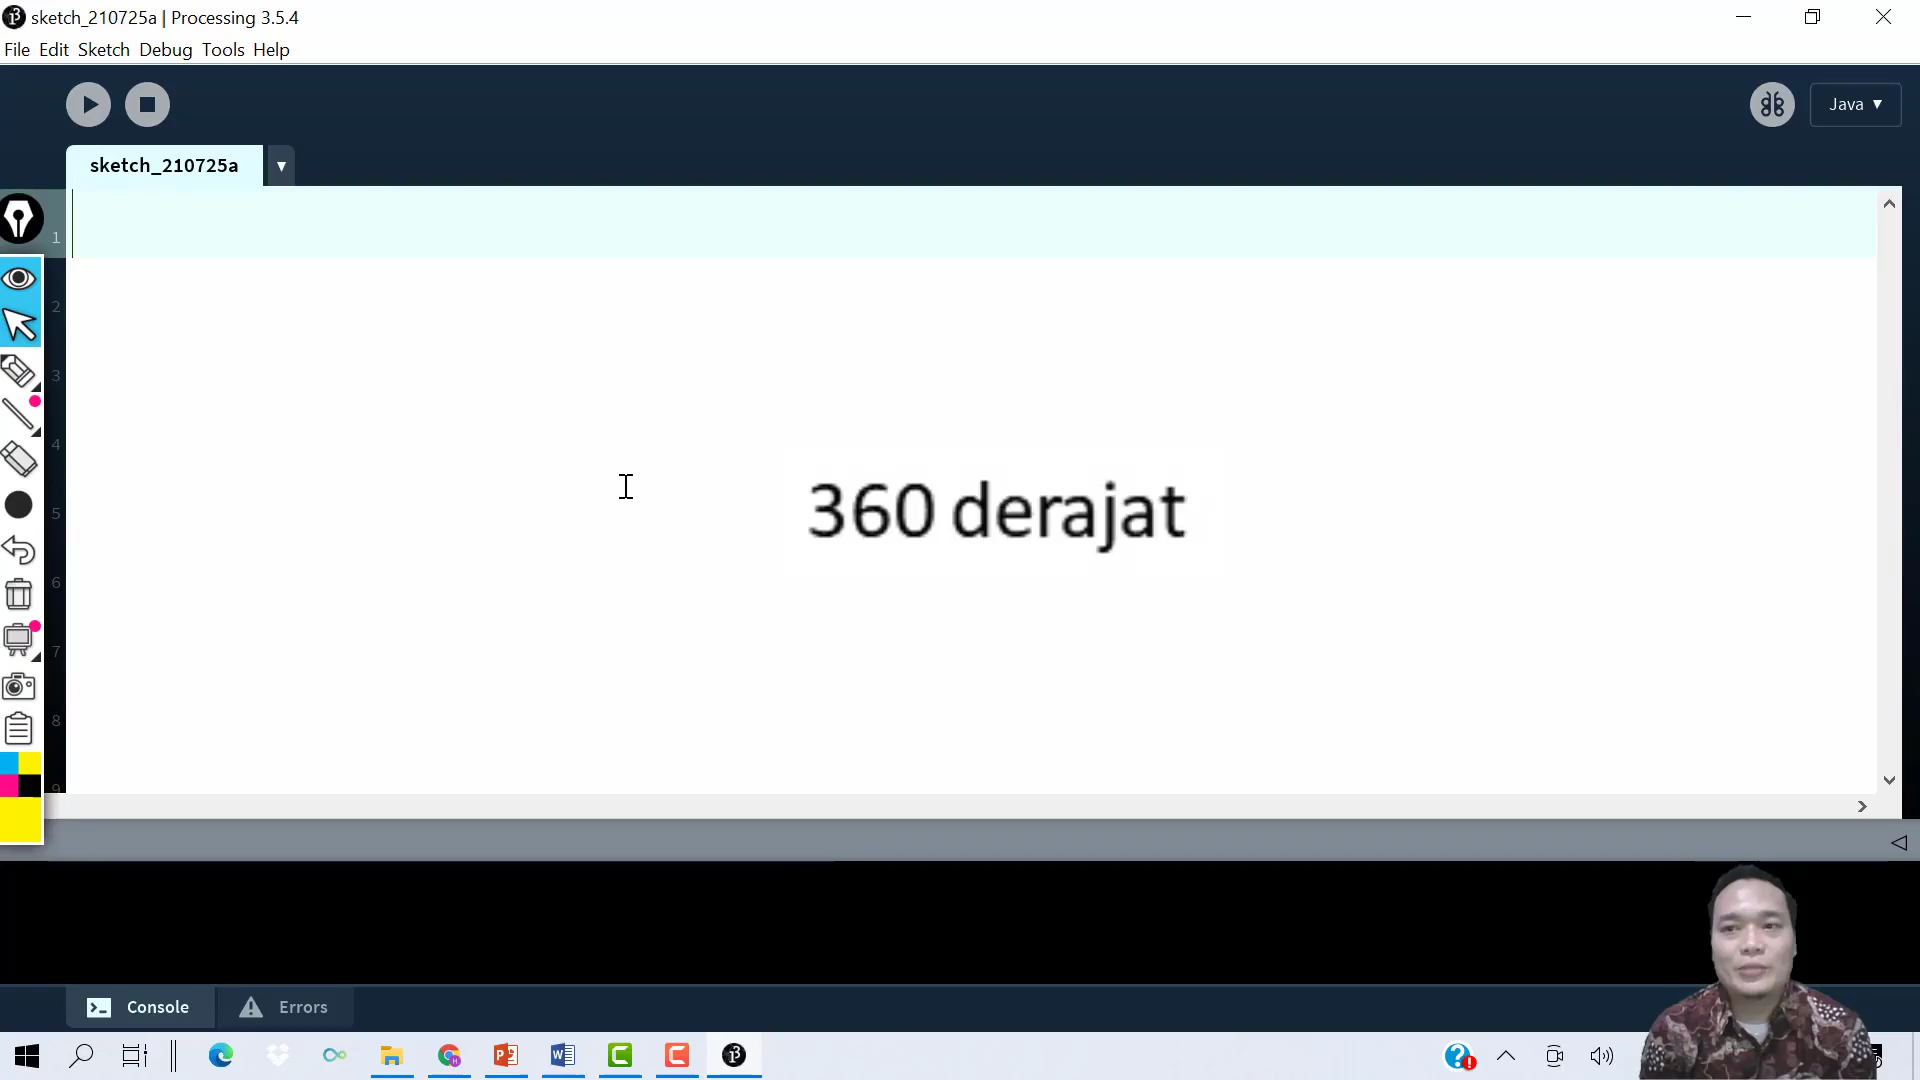 sketch_210725a | Processing 3.5.4
File Edit Sketch Debug Tools Help
Java ▼
sketch_210725a ▼
1
2
3
4
5
6
7
8
9
360 derajat
Console
Errors